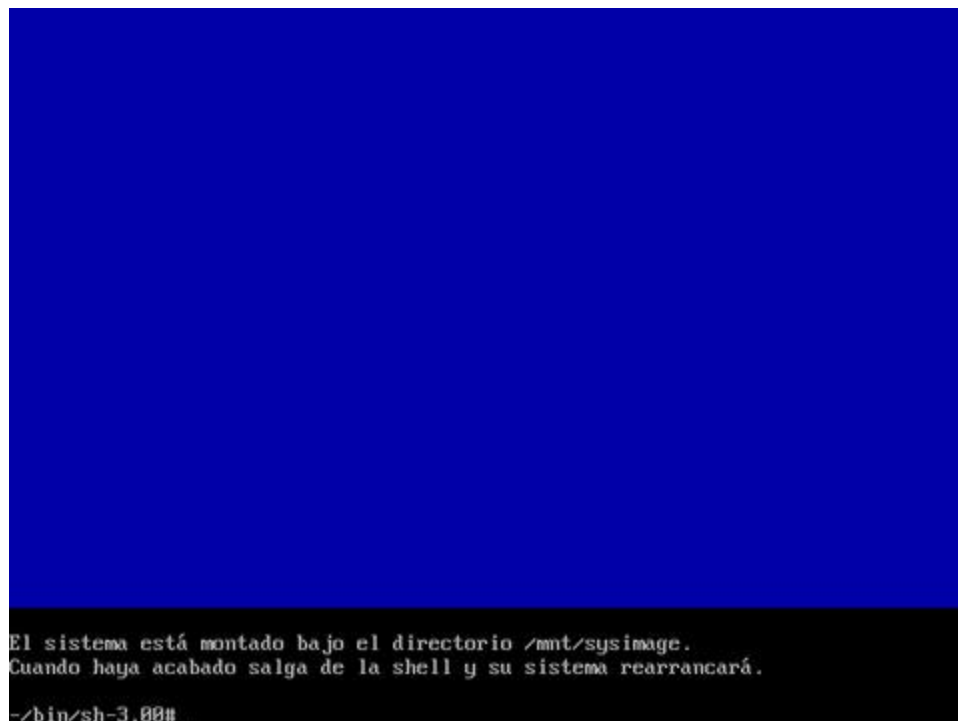 El sistema está montado bajo el directorio /mnt/sysimage.
Cuando haya acabado salga de la shell y su sistema rearrancará.
-/bin/sh-3.00#